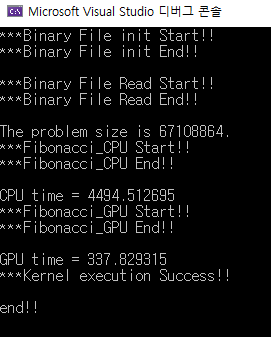 Microsoft Visual Studio 디버그 콘솔
***Binary File init Start!!
***Binary File init End!!
***Binary File Read Start!!
***Binary File Read End!!
The problem size is 67108864.
***Fibonacci_CPU Start!!
***Fibonacci_CPU End!!
CPU time = 4494.512695
***Fibonacci_GPU Start!!
***Fibonacci_GPU End!!
GPU time = 337.829315
***Kernel execution Success!!
end!!